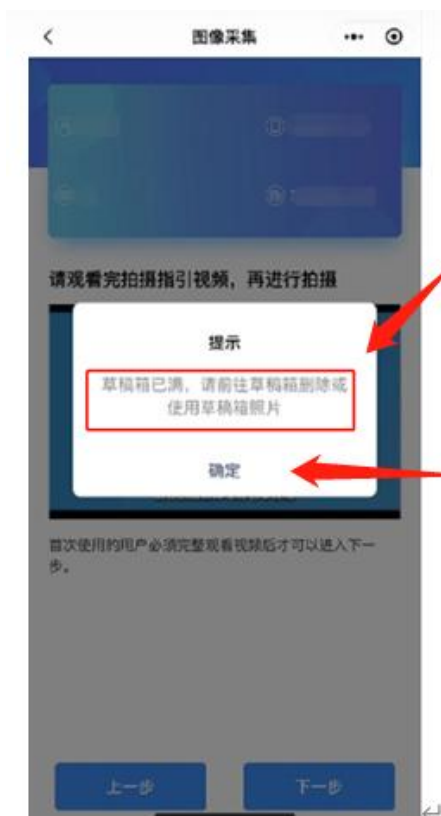 图像采集
请观看完拍摄指引视频，再进行拍摄
提示
草稿箱已满，请前往草稿箱删除或
使用草稿箱照片
确定
首次使用的用户必须完整观看视频后才可以进入下一
步。
上一步
下一步